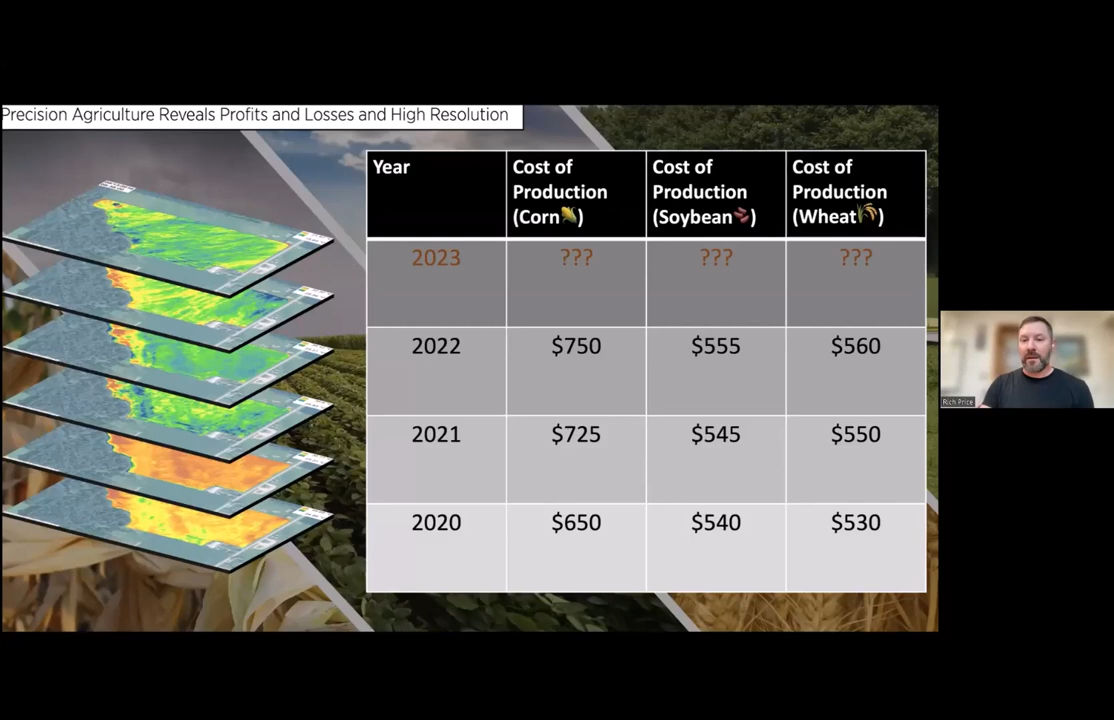 Precision Agriculture Reveals Profits and Losses and High Resolution
Year
Cost of
Production
(Corn🌽)
Cost of
Production
(Soybean🫘)
Cost of
Production
(Wheat🌾)
2023 ??? ??? ???
2022 $750 $555 $560
2021 $725 $545 $550
2020 $650 $540 $530
Rich Price